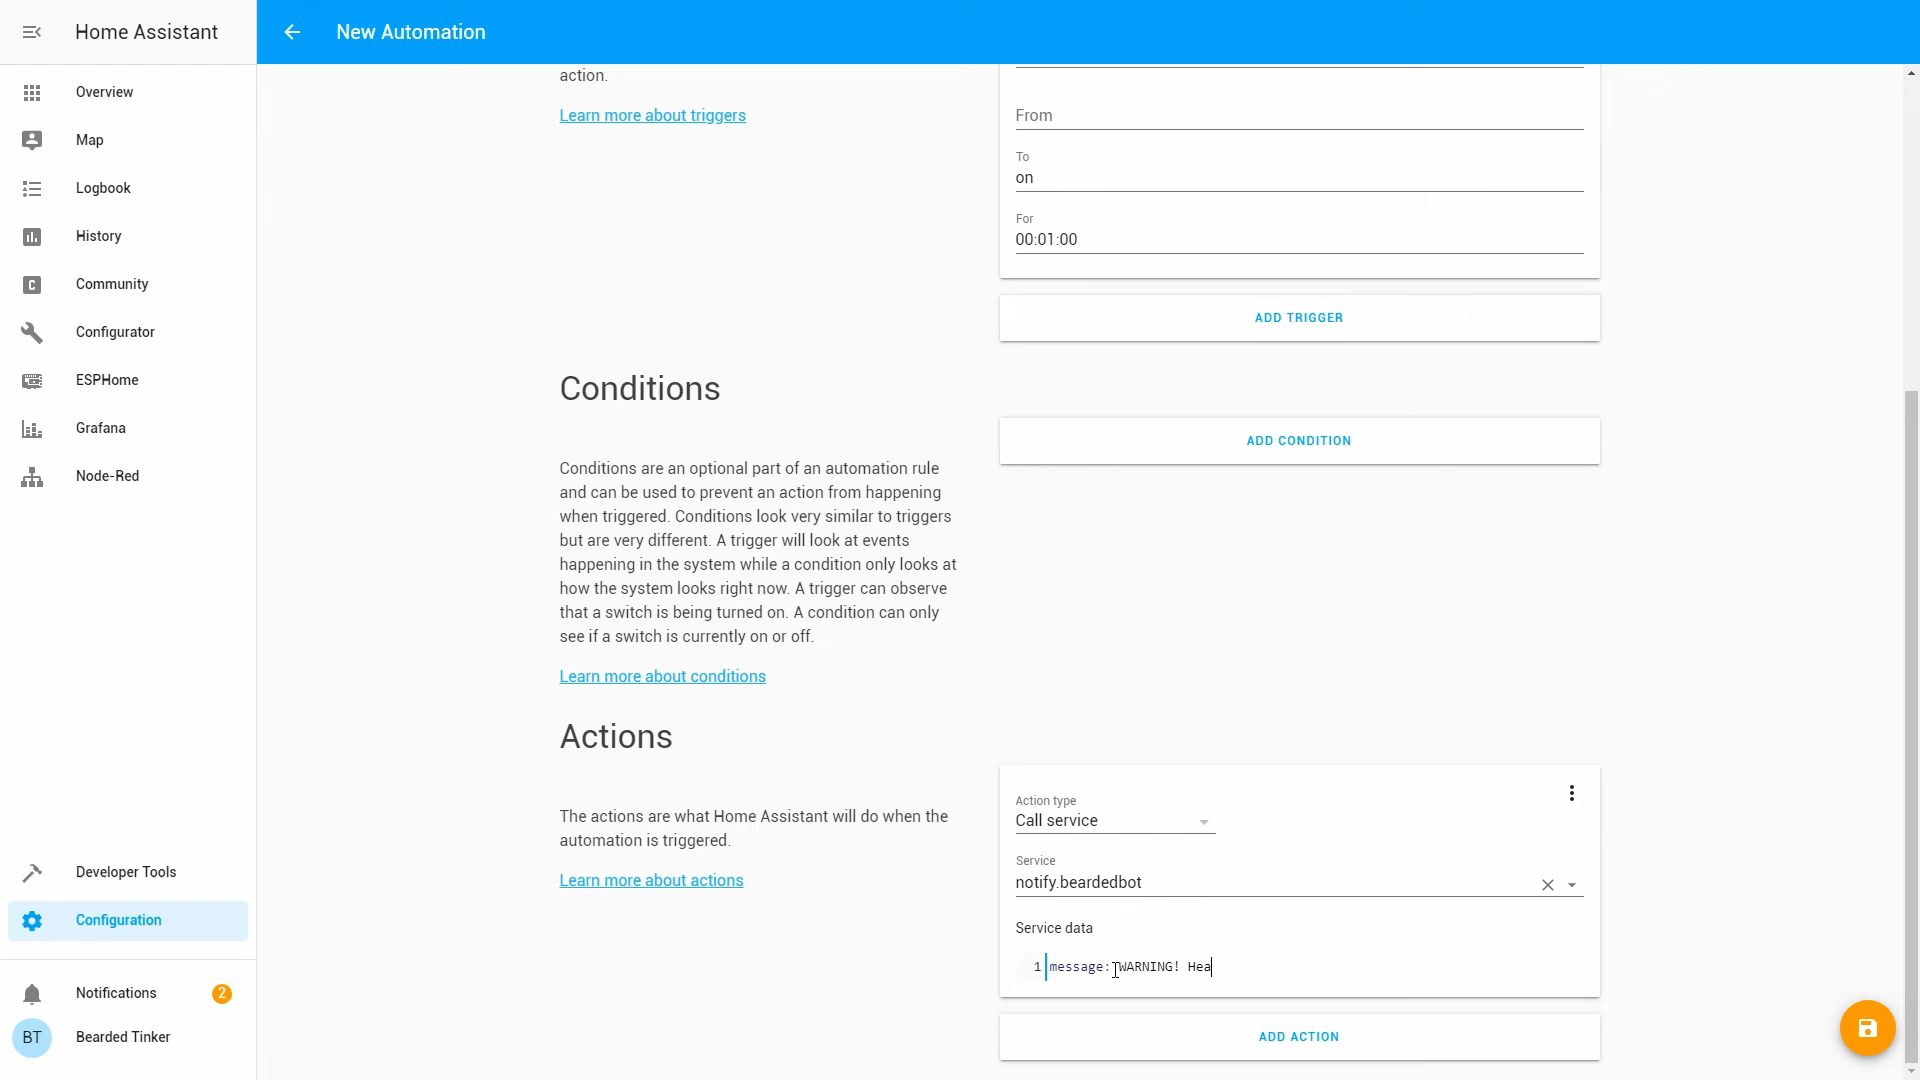 Home Assistant
New Automation
Overview
Map
Logbook
History
Community
C
Configurator
ESPHome
Grafana
Node-Red
Developer Tools
Configuration
Notifications
2
BT
Bearded Tinker
action.
Learn more about triggers
From
To
on
For
00:01:00
ADD TRIGGER
Conditions
ADD CONDITION
Conditions are an optional part of an automation rule
and can be used to prevent an action from happening
when triggered. Conditions look very similar to triggers
but are very different. A trigger will look at events
happening in the system while a condition only looks at
how the system looks right now. A trigger can observe
that a switch is being turned on. A condition can only
see if a switch is currently on or off.
Learn more about conditions
Actions
The actions are what Home Assistant will do when the
automation is triggered.
Learn more about actions
Action type
Call service
Service
notify.beardedbot
Service data
1 message: WARNING! Hea
ADD ACTION